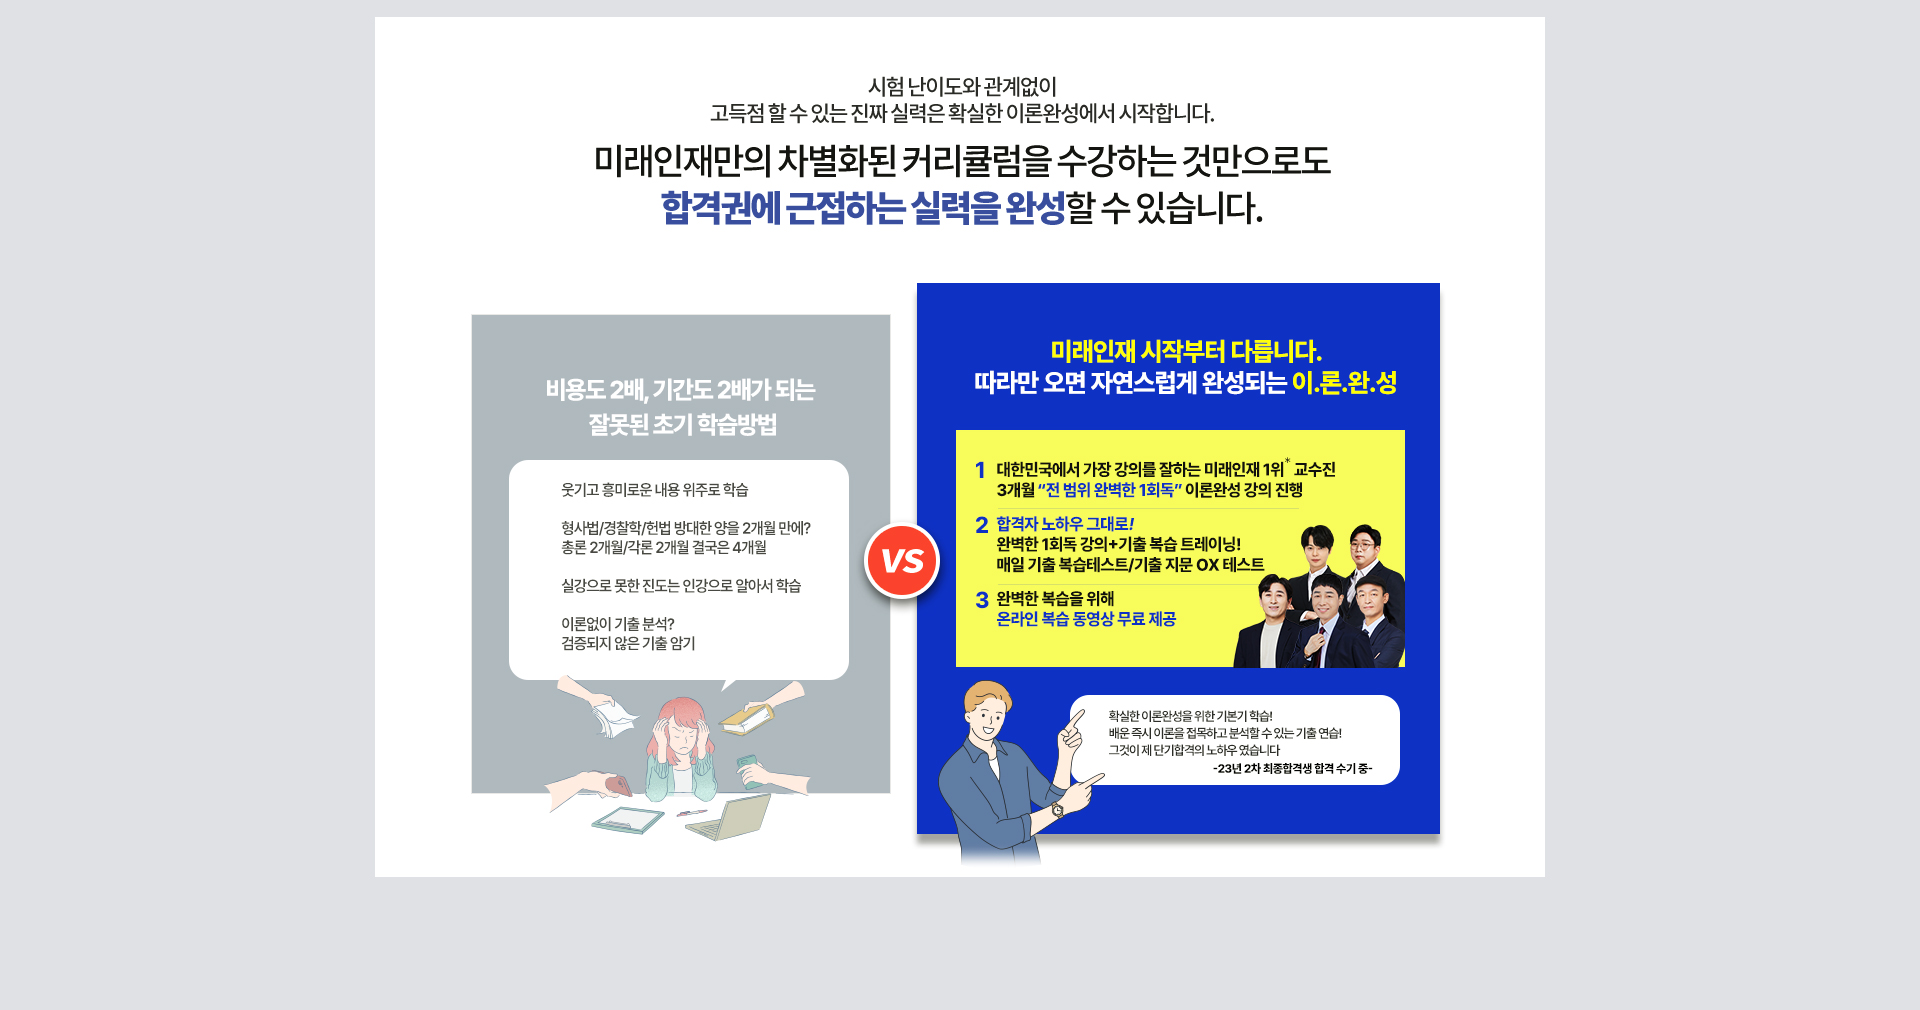 시험 난이도와 관계없이
고득점 할 수 있는 진짜 실력은 확실한 이론완성에서 시작합니다.
미래인재만의 차별화된 커리큘럼을 수강하는 것만으로도
합격권에 근접하는 실력을 완성할 수 있습니다.
비용도 2배, 기간도 2배가 되는
잘못된 초기 학습방법
웃기고 흥미로운 내용 위주로 학습
형사법/경찰학/헌법 방대한 양을 2개월 만에?
총론 2개월/각론 2개월 결국은 4개월
실강으로 못한 진도는 인강으로 알아서 학습
이론없이 기출 분석?
검증되지 않은 기출 암기
VS
미래인재 시작부터 다릅니다.
따라만 오면 자연스럽게 완성되는 이.론.완.성
1 대한민국에서 가장 강의를 잘하는 미래인재 1위* 교수진
3개월 “전 범위 완벽한 1회독” 이론완성 강의 진행
2 합격자 노하우 그대로!
완벽한 1회독 강의+기출 복습 트레이닝!
매일 기출 복습테스트/기출 지문 OX 테스트
3 완벽한 복습을 위해
온라인 복습 동영상 무료 제공
확실한 이론완성을 위한 기본기 학습!
배운 즉시 이론을 접목하고 분석할 수 있는 기출 연습!
그것이 제 단기합격의 노하우 였습니다
-23년 2차 최종합격생 합격 수기 중-